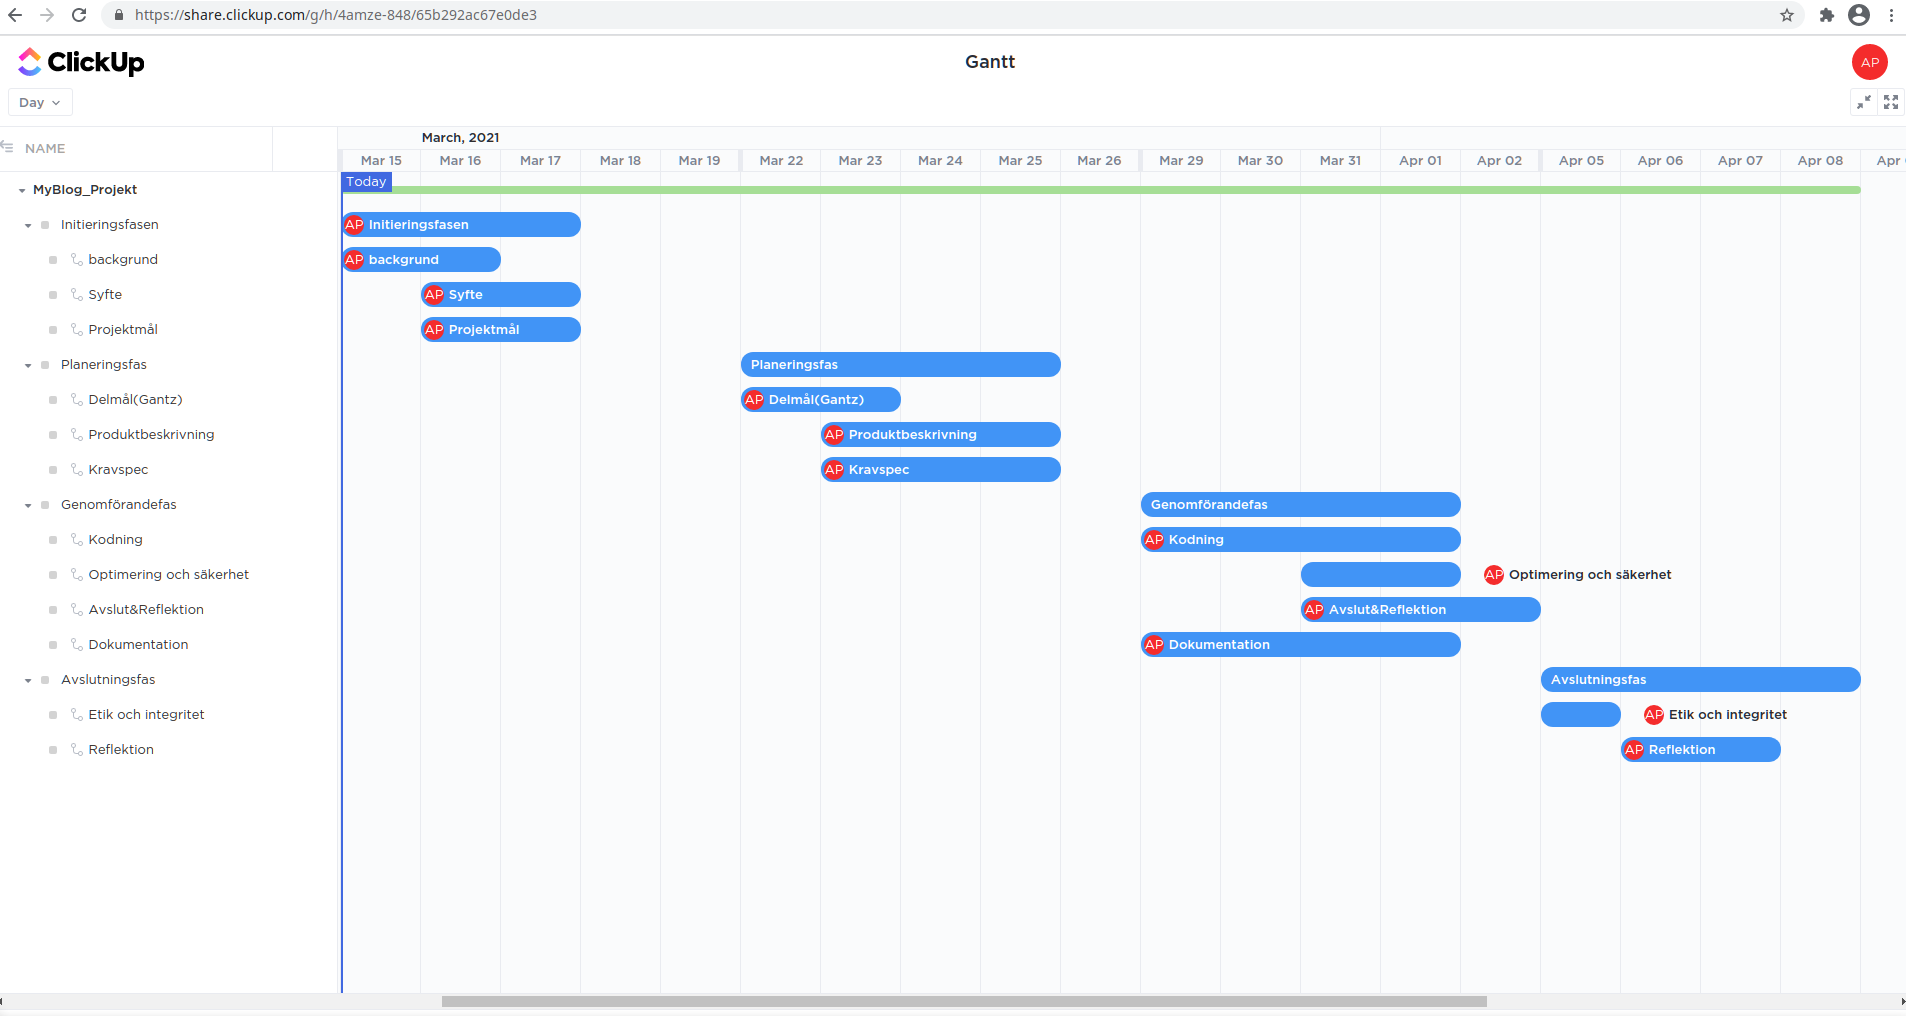 https://share.clickup.com/g/h/4amze-848/65b292ac67e0de3
ClickUp
Gantt
AP
Day
March, 2021
NAME
Mar 15 Mar 16 Mar 17 Mar 18 Mar 19 Mar 22 Mar 23 Mar 24 Mar 25 Mar 26 Mar 29 Mar 30 Mar 31 Apr 01 Apr 02 Apr 05 Apr 06 Apr 07 Apr 08 Apr
Today
MyBlog_Projekt
Initieringsfasen AP Initieringsfasen
backgrund AP backgrund
Syfte AP Syfte
Projektmål AP Projektmål
Planeringsfas Planeringsfas
Delmål(Gantz) AP Delmål(Gantz)
Produktbeskrivning AP Produktbeskrivning
Kravspec AP Kravspec
Genomförandefas Genomförandefas
Kodning AP Kodning
Optimering och säkerhet AP Optimering och säkerhet
Avslut&Reflektion AP Avslut&Reflektion
Dokumentation AP Dokumentation
Avslutningsfas Avslutningsfas
Etik och integritet AP Etik och integritet
Reflektion AP Reflektion